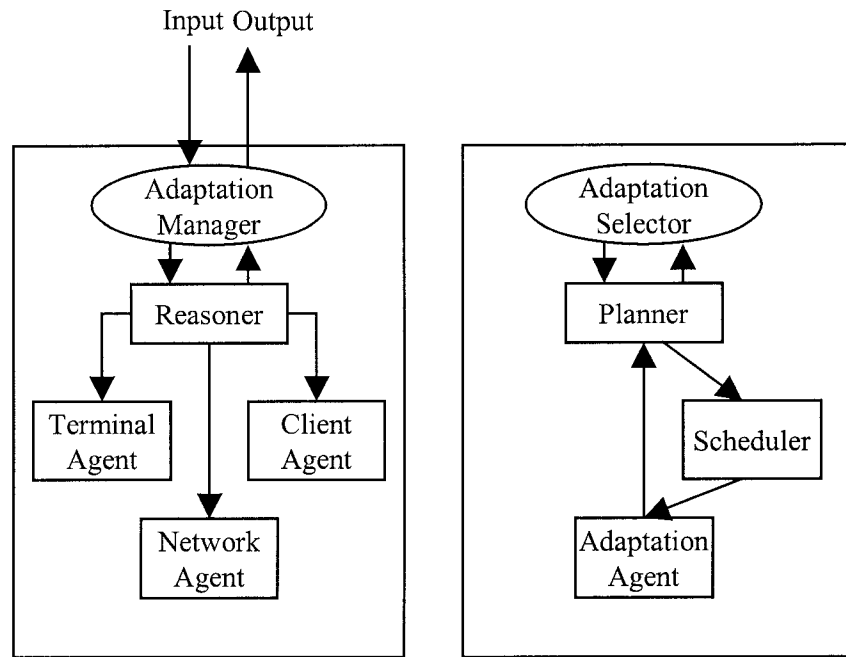 Input Output
Adaptation
Manager
Reasoner
Terminal
Agent
Client
Agent
Network
Agent
Adaptation
Selector
Planner
Scheduler
Adaptation
Agent